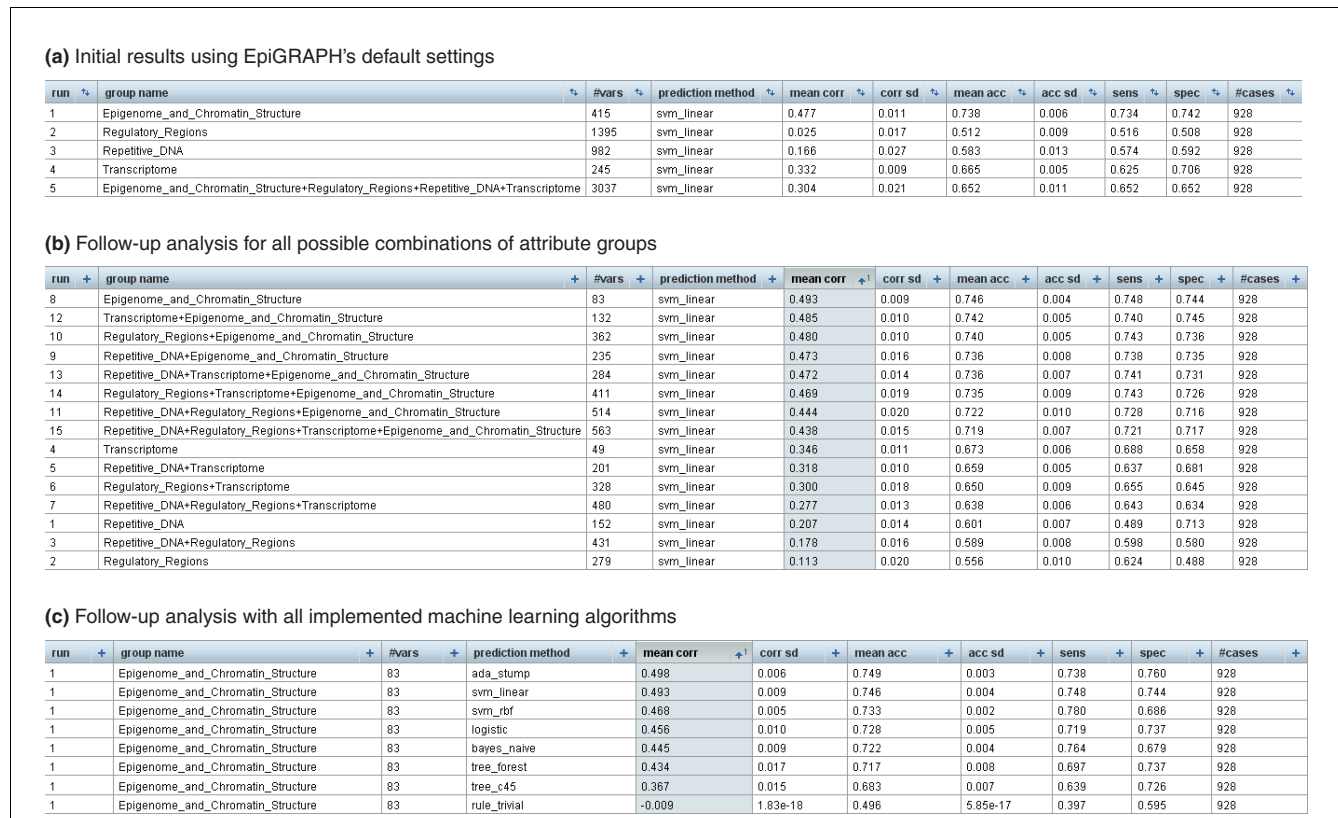 (a) Initial results using EpiGRAPH's default settings
run group name #vars prediction method mean corr corr sd mean acc acc sd sens spec #cases
1 Epigenome_and_Chromatin_Structure 415 svm_linear 0.477 0.011 0.738 0.006 0.734 0.742 928
2 Regulatory_Regions 1395 svm_linear 0.025 0.017 0.512 0.009 0.516 0.508 928
3 Repetitive_DNA 982 svm_linear 0.166 0.027 0.583 0.013 0.574 0.592 928
4 Transcriptome 245 svm_linear 0.332 0.009 0.665 0.005 0.625 0.706 928
5 Epigenome_and_Chromatin_Structure+Regulatory_Regions+Repetitive_DNA+Transcriptome 3037 svm_linear 0.304 0.021 0.652 0.011 0.652 0.652 928
(b) Follow-up analysis for all possible combinations of attribute groups
run + group name + #vars + prediction method + mean corr 1 corr sd + mean acc + acc sd + sens + spec + #cases +
8 Epigenome_and_Chromatin_Structure 83 svm_linear 0.493 0.009 0.746 0.004 0.748 0.744 928
12 Transcriptome+Epigenome_and_Chromatin_Structure 132 svm_linear 0.485 0.010 0.742 0.005 0.740 0.745 928
10 Regulatory_Regions+Epigenome_and_Chromatin_Structure 362 svm_linear 0.480 0.010 0.740 0.005 0.743 0.736 928
9 Repetitive_DNA+Epigenome_and_Chromatin_Structure 235 svm_linear 0.473 0.016 0.736 0.008 0.738 0.735 928
13 Repetitive_DNA+Transcriptome+Epigenome_and_Chromatin_Structure 284 svm_linear 0.472 0.014 0.736 0.007 0.741 0.731 928
14 Regulatory_Regions+Transcriptome+Epigenome_and_Chromatin_Structure 411 svm_linear 0.469 0.019 0.735 0.009 0.743 0.726 928
11 Repetitive_DNA+Regulatory_Regions+Epigenome_and_Chromatin_Structure 514 svm_linear 0.444 0.020 0.722 0.010 0.728 0.716 928
15 Repetitive_DNA+Regulatory_Regions+Transcriptome+Epigenome_and_Chromatin_Structure 563 svm_linear 0.438 0.015 0.719 0.007 0.721 0.717 928
4 Transcriptome 49 svm_linear 0.346 0.011 0.673 0.006 0.688 0.658 928
5 Repetitive_DNA+Transcriptome 201 svm_linear 0.318 0.010 0.659 0.005 0.637 0.681 928
6 Regulatory_Regions+Transcriptome 328 svm_linear 0.300 0.018 0.650 0.009 0.655 0.645 928
7 Repetitive_DNA+Regulatory_Regions+Transcriptome 480 svm_linear 0.277 0.013 0.638 0.006 0.643 0.634 928
1 Repetitive_DNA 152 svm_linear 0.207 0.014 0.601 0.007 0.489 0.713 928
3 Repetitive_DNA+Regulatory_Regions 431 svm_linear 0.178 0.016 0.589 0.008 0.598 0.580 928
2 Regulatory_Regions 279 svm_linear 0.113 0.020 0.556 0.010 0.624 0.488 928
(c) Follow-up analysis with all implemented machine learning algorithms
run + group name + #vars + prediction method + mean corr 1 corr sd + mean acc + acc sd + sens + spec + #cases +
1 Epigenome_and_Chromatin_Structure 83 ada_stump 0.498 0.006 0.749 0.003 0.738 0.760 928
1 Epigenome_and_Chromatin_Structure 83 svm_linear 0.493 0.009 0.746 0.004 0.748 0.744 928
1 Epigenome_and_Chromatin_Structure 83 svm_rbf 0.468 0.005 0.733 0.002 0.780 0.686 928
1 Epigenome_and_Chromatin_Structure 83 logistic 0.456 0.010 0.728 0.005 0.719 0.737 928
1 Epigenome_and_Chromatin_Structure 83 bayes_naive 0.445 0.009 0.722 0.004 0.764 0.679 928
1 Epigenome_and_Chromatin_Structure 83 tree_forest 0.434 0.017 0.717 0.008 0.697 0.737 928
1 Epigenome_and_Chromatin_Structure 83 tree_c45 0.367 0.015 0.683 0.007 0.639 0.726 928
1 Epigenome_and_Chromatin_Structure 83 rule_trivial -0.009 1.83e-18 0.496 5.85e-17 0.397 0.595 928